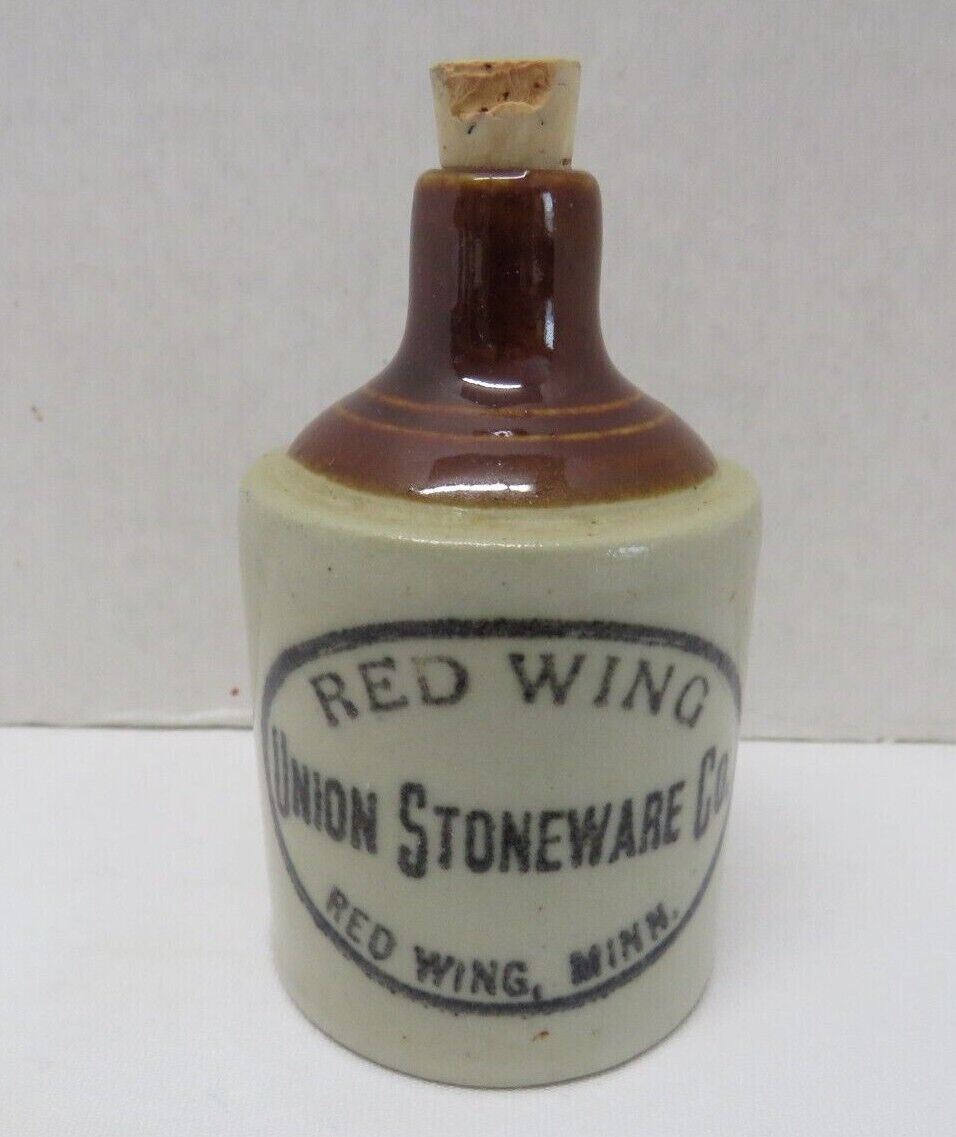 RED WING
UNION STONEWARE CO
RED WING, MINN.